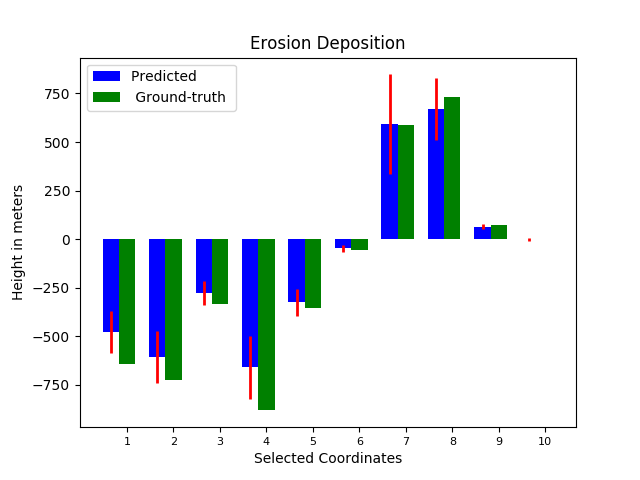 Erosion Deposition
Predicted
Ground-truth
750
500
250
0
−250
−500
−750
Height in meters
1 2 3 4 5 6 7 8 9 10
Selected Coordinates